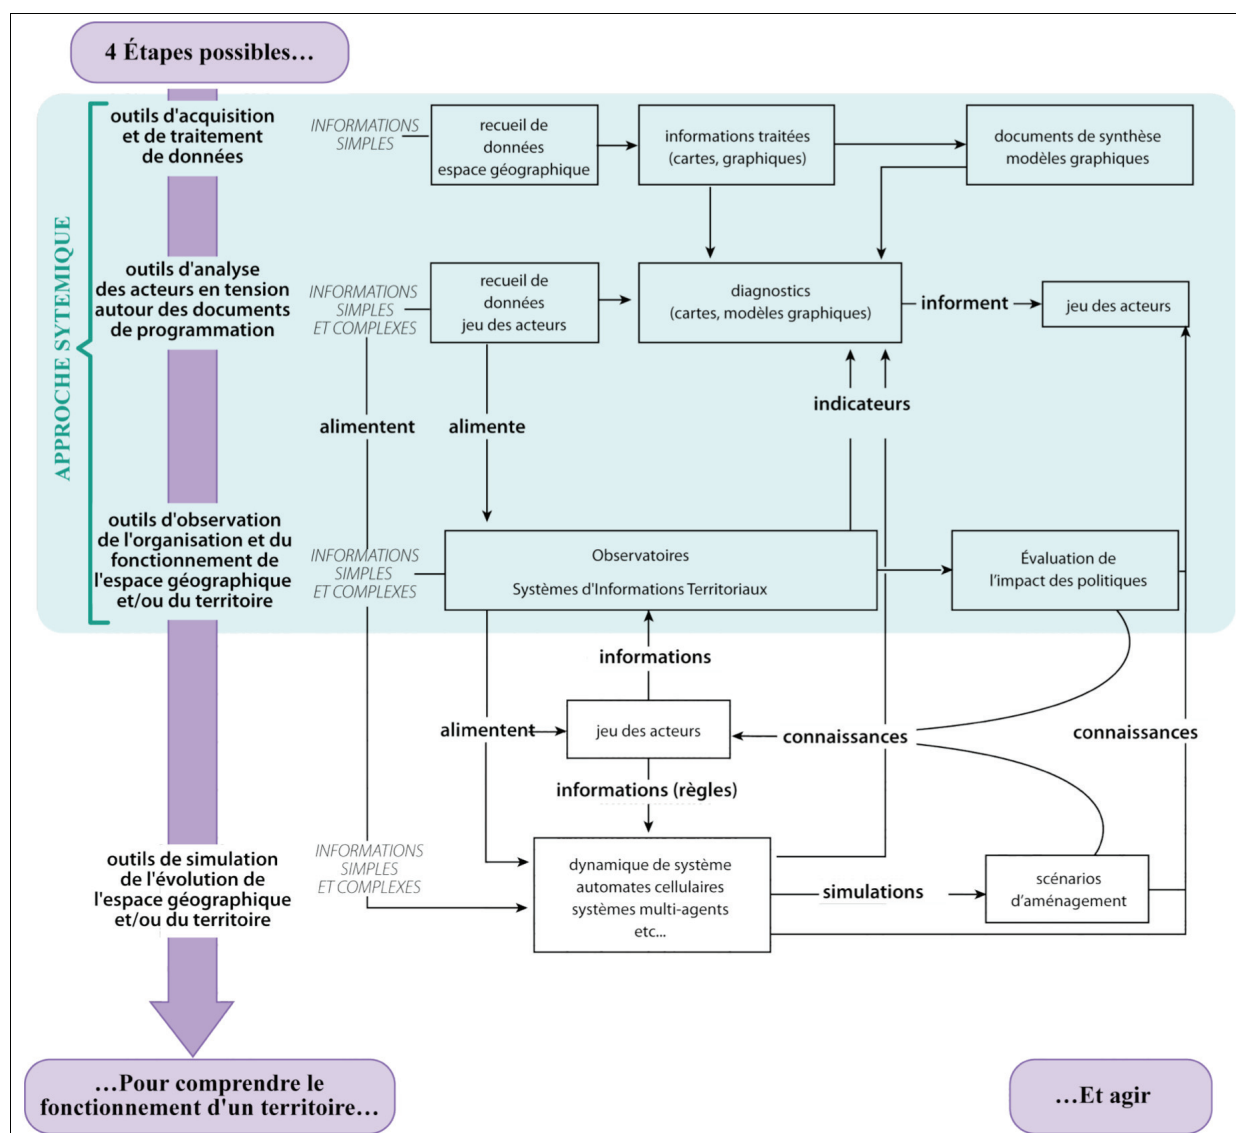 4 Étapes possibles…
APPROCHE SYTEMIQUE
outils d'acquisition
et de traitement
de données
INFORMATIONS
SIMPLES
recueil de
données
espace géographique
informations traitées
(cartes, graphiques)
documents de synthèse
modèles graphiques
outils d'analyse
des acteurs en tension
autour des documents
de programmation
INFORMATIONS
SIMPLES
ET COMPLEXES
recueil de
données
jeu des acteurs
diagnostics
(cartes, modèles graphiques)
informent
jeu des acteurs
indicateurs
alimentent
alimente
outils d'observation
de l'organisation et du
fonctionnement de
l'espace géographique
et/ou du territoire
INFORMATIONS
SIMPLES
ET COMPLEXES
Observatoires
Systèmes d'Informations Territoriaux
Évaluation de
l'impact des politiques
informations
alimentent
jeu des acteurs
connaissances
connaissances
informations (règles)
outils de simulation
de l'évolution de
l'espace géographique
et/ou du territoire
INFORMATIONS
SIMPLES
ET COMPLEXES
dynamique de système
automates cellulaires
systèmes multi-agents
etc...
simulations
scénarios
d'aménagement
…Pour comprendre le
fonctionnement d'un territoire…
…Et agir